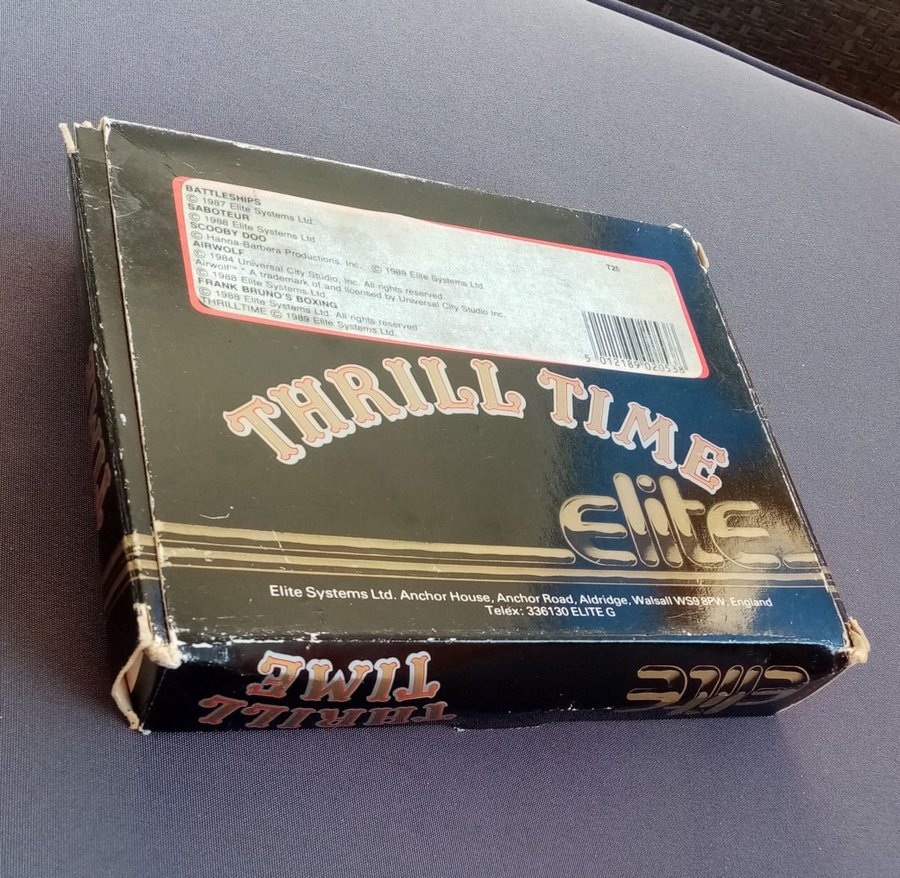 BATTLESHIPS
© 1987 Elite Systems Ltd.
SABOTEUR
© 1988 Elite Systems Ltd
SCOOBY DOO
© Hanna-Barbera Productions, Inc. © 1989 Elite Systems Ltd.
AIRWOLF
© 1984 Universal City Studio, Inc. All rights reserved.
Airwolf™ - A trademark of and licensed by Universal City Studio Inc.
© 1988 Elite Systems Ltd.
FRANK BRUNO'S BOXING
© 1988 Elite Systems Ltd. All rights reserved
THRILLTIME © 1989 Elite Systems Ltd.
T25
5 012189 020538
THRILL TIME
elite
Elite Systems Ltd. Anchor House, Anchor Road, Aldridge, Walsall WS9 8PW, England
Telex: 336130 ELITE G
THRILL
TIME
elite